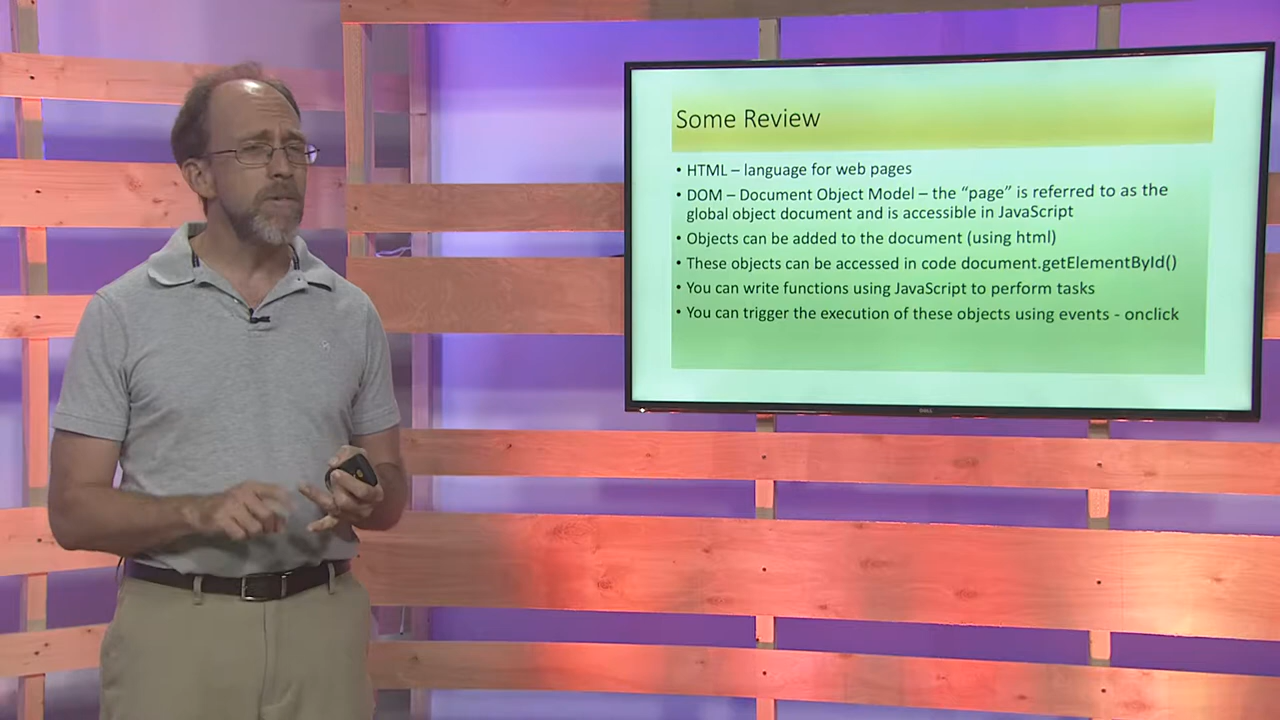 Some Review
• HTML – language for web pages
• DOM – Document Object Model – the “page” is referred to as the
global object document and is accessible in JavaScript
• Objects can be added to the document (using html)
• These objects can be accessed in code document.getElementById()
• You can write functions using JavaScript to perform tasks
• You can trigger the execution of these objects using events - onclick
DELL